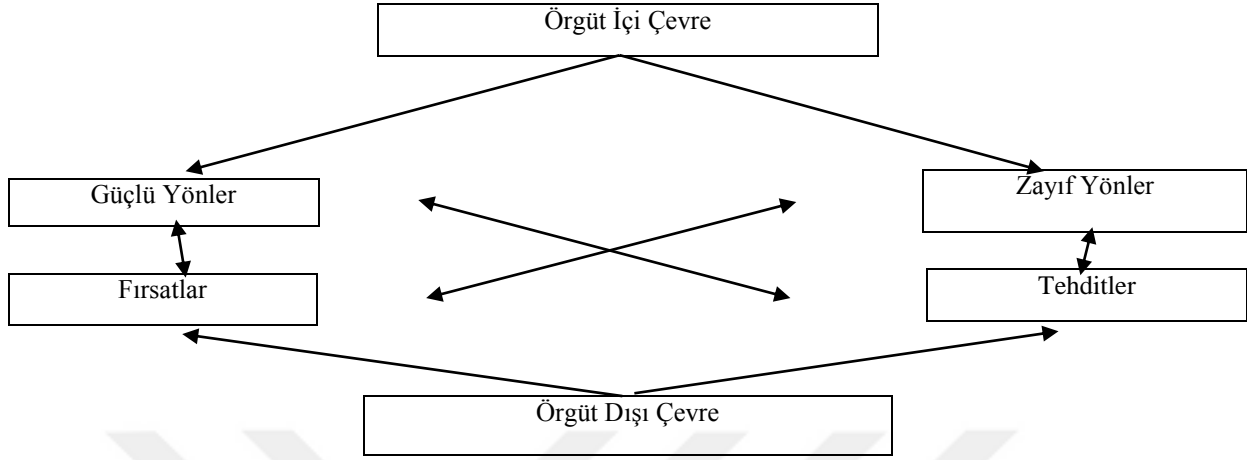 Örgüt İçi Çevre
Güçlü Yönler
Zayıf Yönler
Fırsatlar
Tehditler
Örgüt Dışı Çevre